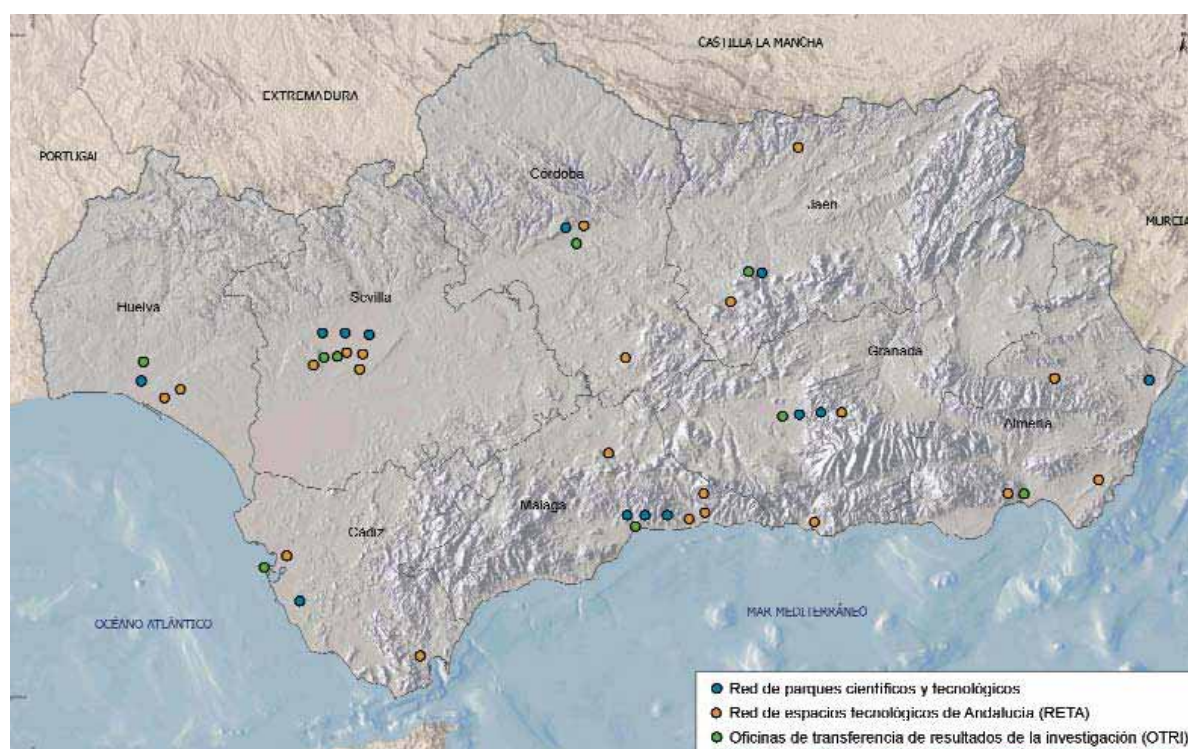 CASTILLA LA MANCHA
EXTREMADURA
PORTUGAL
Córdoba
Jaén
MURCIA
Huelva
Sevilla
Granada
Almería
Málaga
Cádiz
OCÉANO ATLÁNTICO
MAR MEDITERRÁNEO
Red de parques científicos y tecnológicos
Red de espacios tecnológicos de Andalucía (RETA)
Oficinas de transferencia de resultados de la investigación (OTRI)